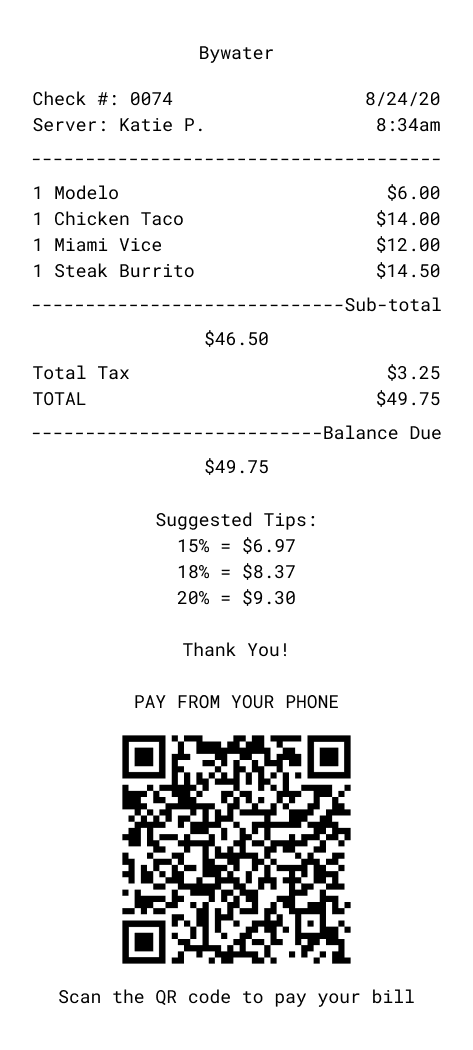 Bywater
Check #: 0074 8/24/20
Server: Katie P. 8:34am
--------------------------------------
1 Modelo $6.00
1 Chicken Taco $14.00
1 Miami Vice $12.00
1 Steak Burrito $14.50
-----------------------------Sub-total
$46.50
Total Tax $3.25
TOTAL $49.75
---------------------------Balance Due
$49.75
Suggested Tips:
15% = $6.97
18% = $8.37
20% = $9.30
Thank You!
PAY FROM YOUR PHONE
Scan the QR code to pay your bill